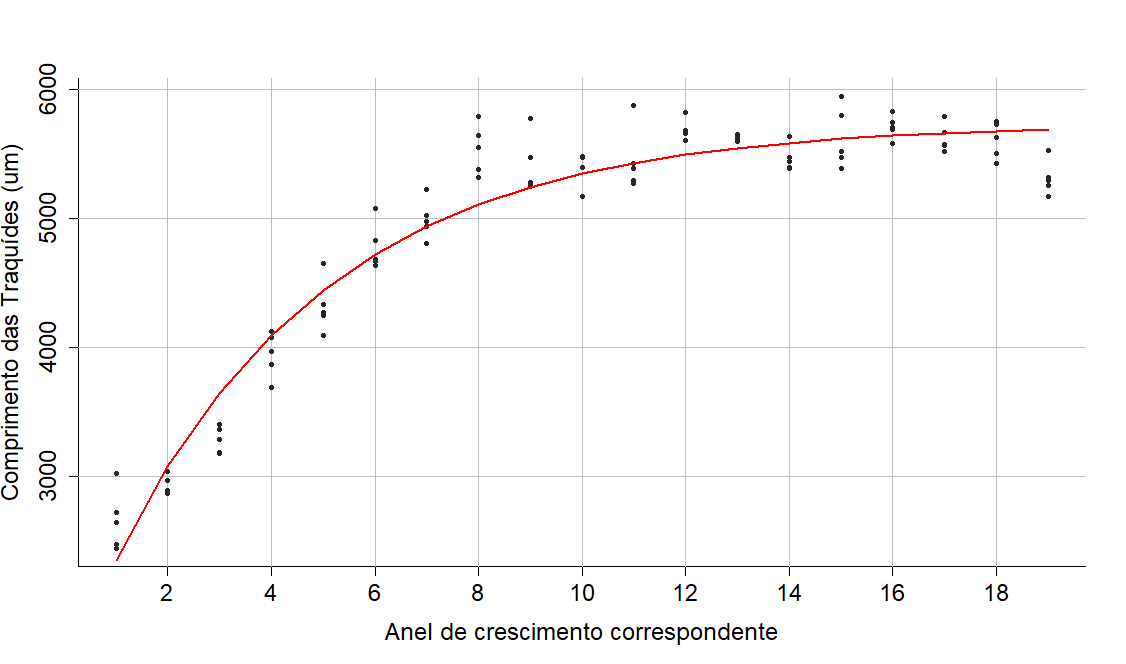 Comprimento das Traquídes (um)
6000
5000
4000
3000
2 4 6 8 10 12 14 16 18
Anel de crescimento correspondente